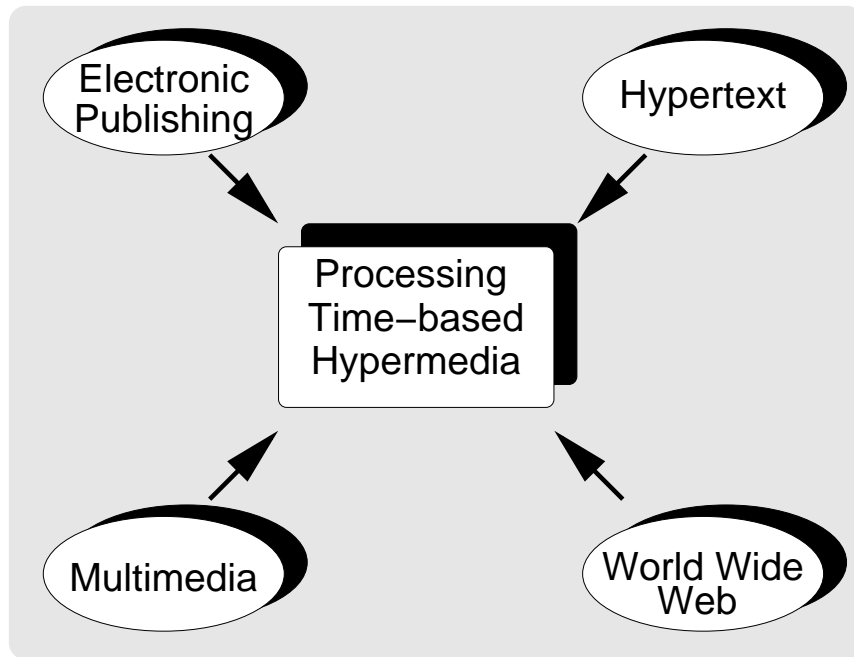 Electronic
Publishing
Hypertext
Processing
Time−based
Hypermedia
Multimedia
World Wide
Web